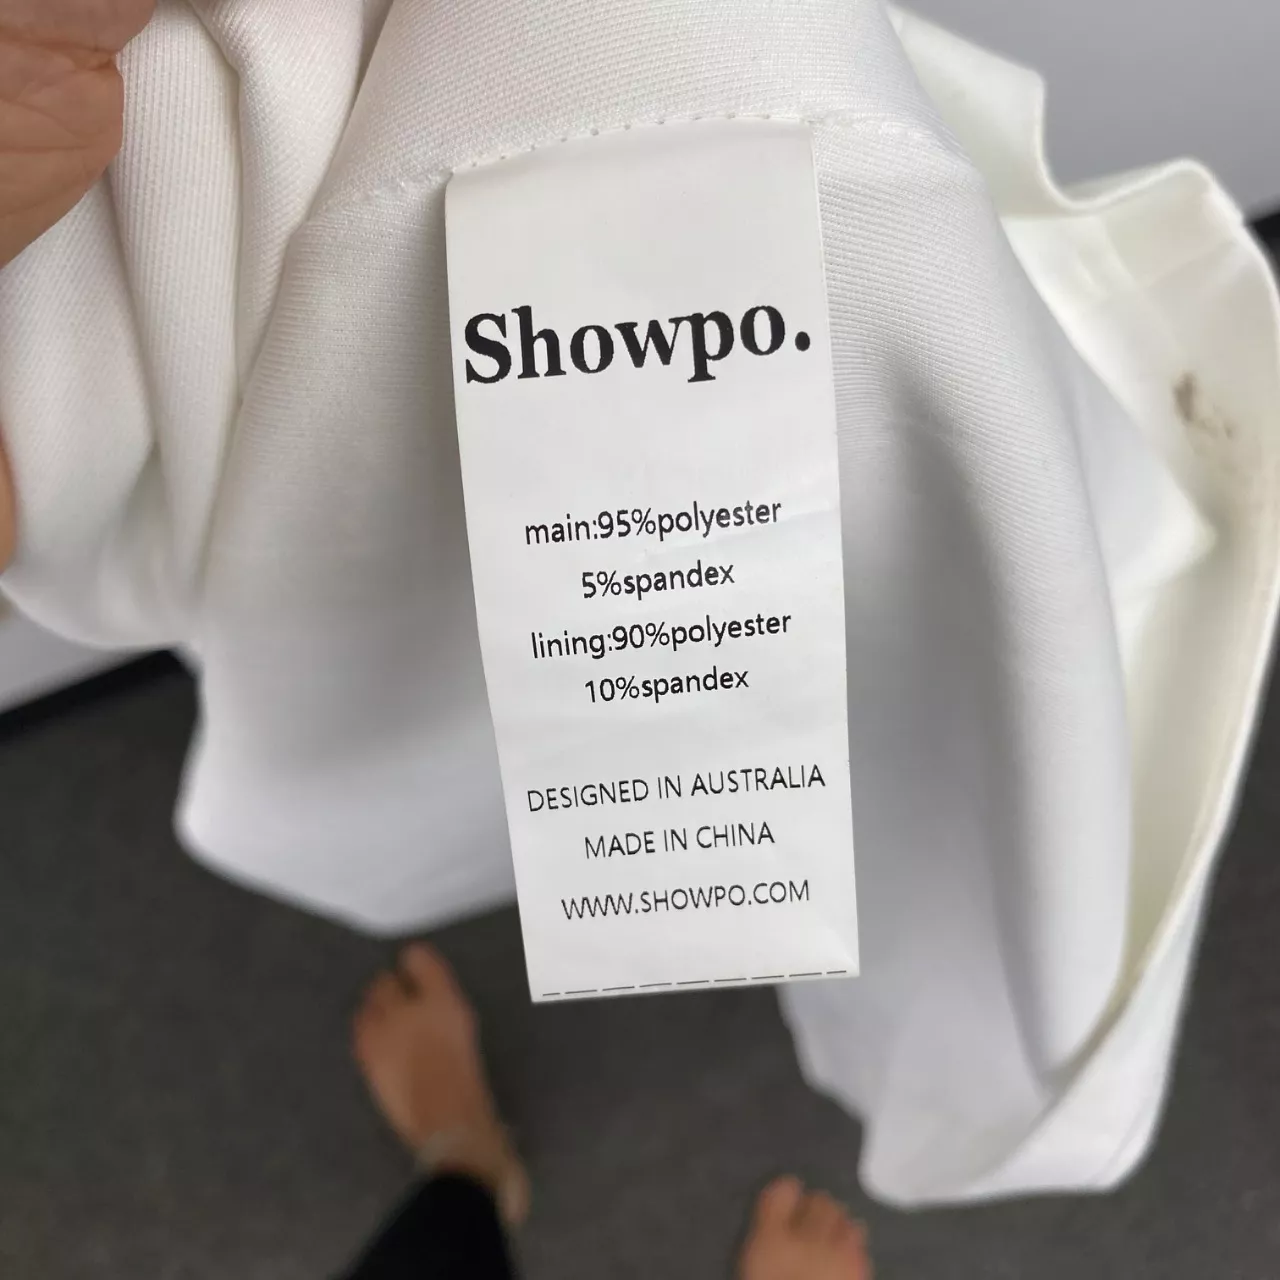 Showpo.
main:95%polyester
5%spandex
lining:90%polyester
10%spandex
DESIGNED IN AUSTRALIA
MADE IN CHINA
WWW.SHOWPO.COM